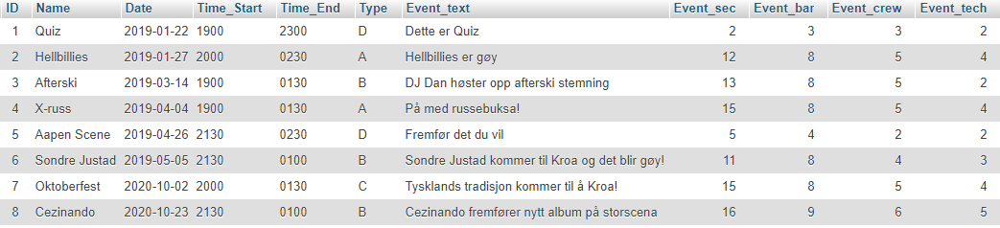 ID Name Date Time_Start Time_End Type Event_text Event_sec Event_bar Event_crew Event_tech
1 Quiz 2019-01-22 1900 2300 D Dette er Quiz 2 3 3 2
2 Hellbillies 2019-01-27 2000 0230 A Hellbillies er gøy 12 8 5 4
3 Afterski 2019-03-14 1900 0130 B DJ Dan høster opp afterski stemning 13 8 5 2
4 X-russ 2019-04-04 1900 0130 A På med russebuksa! 15 8 5 4
5 Aapen Scene 2019-04-26 2130 0230 D Fremfør det du vil 5 4 2 2
6 Sondre Justad 2019-05-05 2130 0100 B Sondre Justad kommer til Kroa og det blir gøy! 11 8 4 3
7 Oktoberfest 2020-10-02 2000 0130 C Tysklands tradisjon kommer til å Kroa! 15 8 5 4
8 Cezinando 2020-10-23 2130 0100 B Cezinando fremfører nytt album på storscena 16 9 6 5